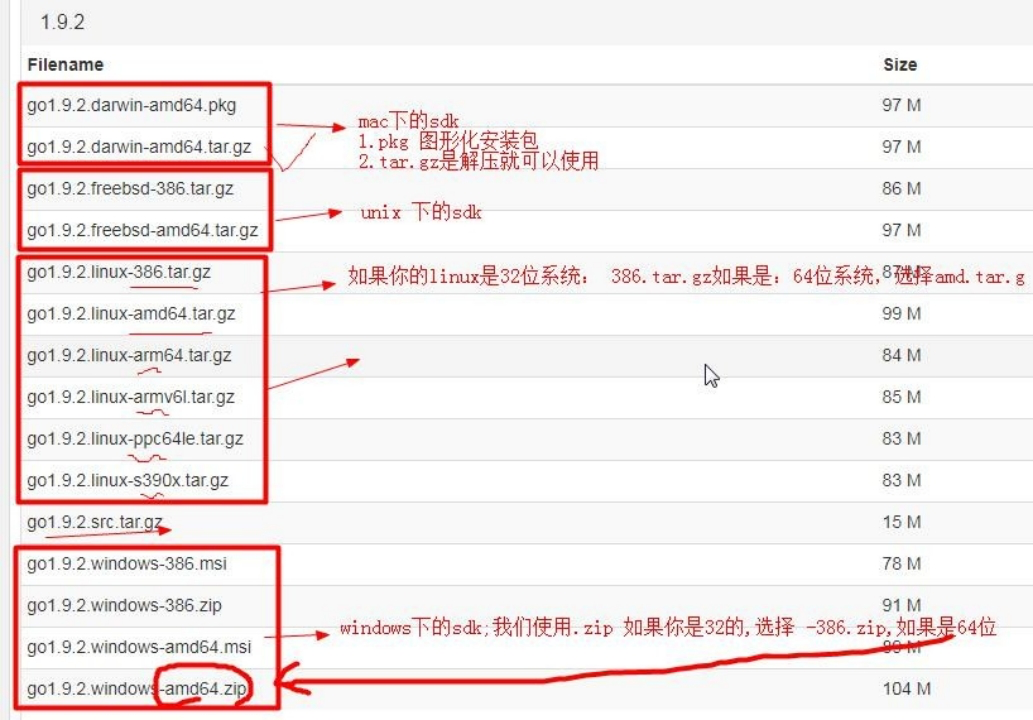 1.9.2
Filename Size
go1.9.2.darwin-amd64.pkg 97 M
mac下的sdk
1.pkg 图形化安装包
go1.9.2.darwin-amd64.tar.gz 97 M
2.tar.gz是解压就可以使用
go1.9.2.freebsd-386.tar.gz 86 M
unix 下的sdk
go1.9.2.freebsd-amd64.tar.gz 97 M
go1.9.2.linux-386.tar.gz 87 M
如果你的linux是32位系统: 386.tar.gz如果是:64位系统, 选择amd.tar.g
go1.9.2.linux-amd64.tar.gz 99 M
go1.9.2.linux-arm64.tar.gz 84 M
go1.9.2.linux-armv6l.tar.gz 85 M
go1.9.2.linux-ppc64le.tar.gz 83 M
go1.9.2.linux-s390x.tar.gz 83 M
go1.9.2.src.tar.gz 15 M
go1.9.2.windows-386.msi 78 M
go1.9.2.windows-386.zip 91 M
windows下的sdk;我们使用.zip 如果你是32的,选择 -386.zip,如果是64位
go1.9.2.windows-amd64.msi M
go1.9.2.windows-amd64.zip 104 M